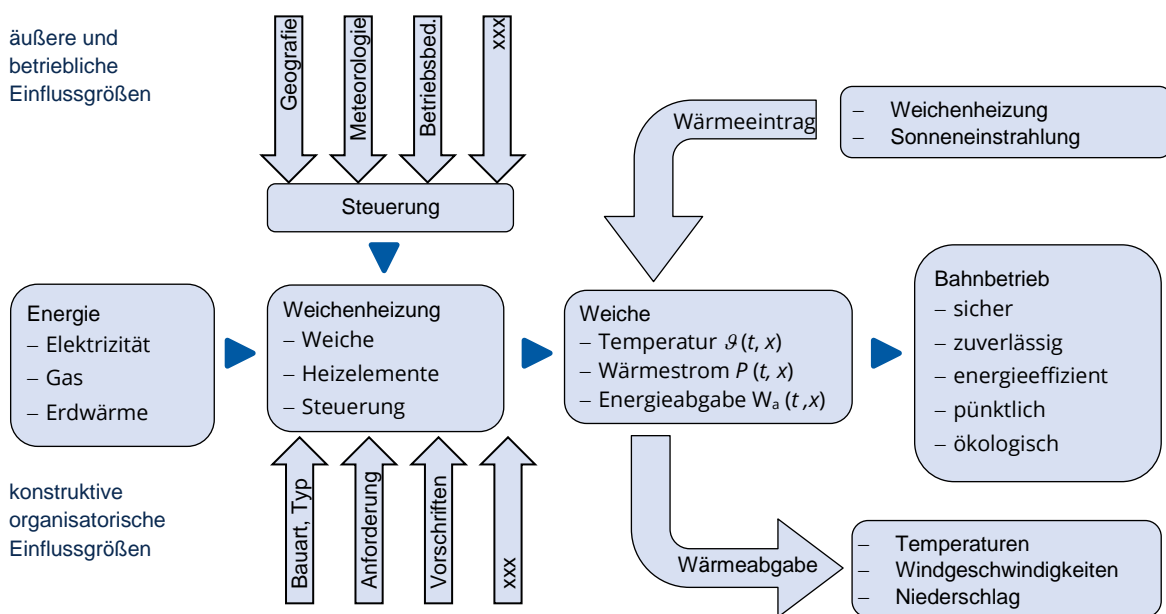 äußere und
betriebliche
Einflussgrößen
Geografie
Meteorologie
Betriebsbed.
xxx
Steuerung
Wärmeeintrag
– Weichenheizung
– Sonneneinstrahlung
Energie
– Elektrizität
– Gas
– Erdwärme
Weichenheizung
– Weiche
– Heizelemente
– Steuerung
Weiche
– Temperatur ϑ (t, x)
– Wärmestrom P (t, x)
– Energieabgabe Wₐ (t ,x)
Bahnbetrieb
– sicher
– zuverlässig
– energieeffizient
– pünktlich
– ökologisch
konstruktive
organisatorische
Einflussgrößen
Bauart, Typ
Anforderung
Vorschriften
xxx
Wärmeabgabe
– Temperaturen
– Windgeschwindigkeiten
– Niederschlag